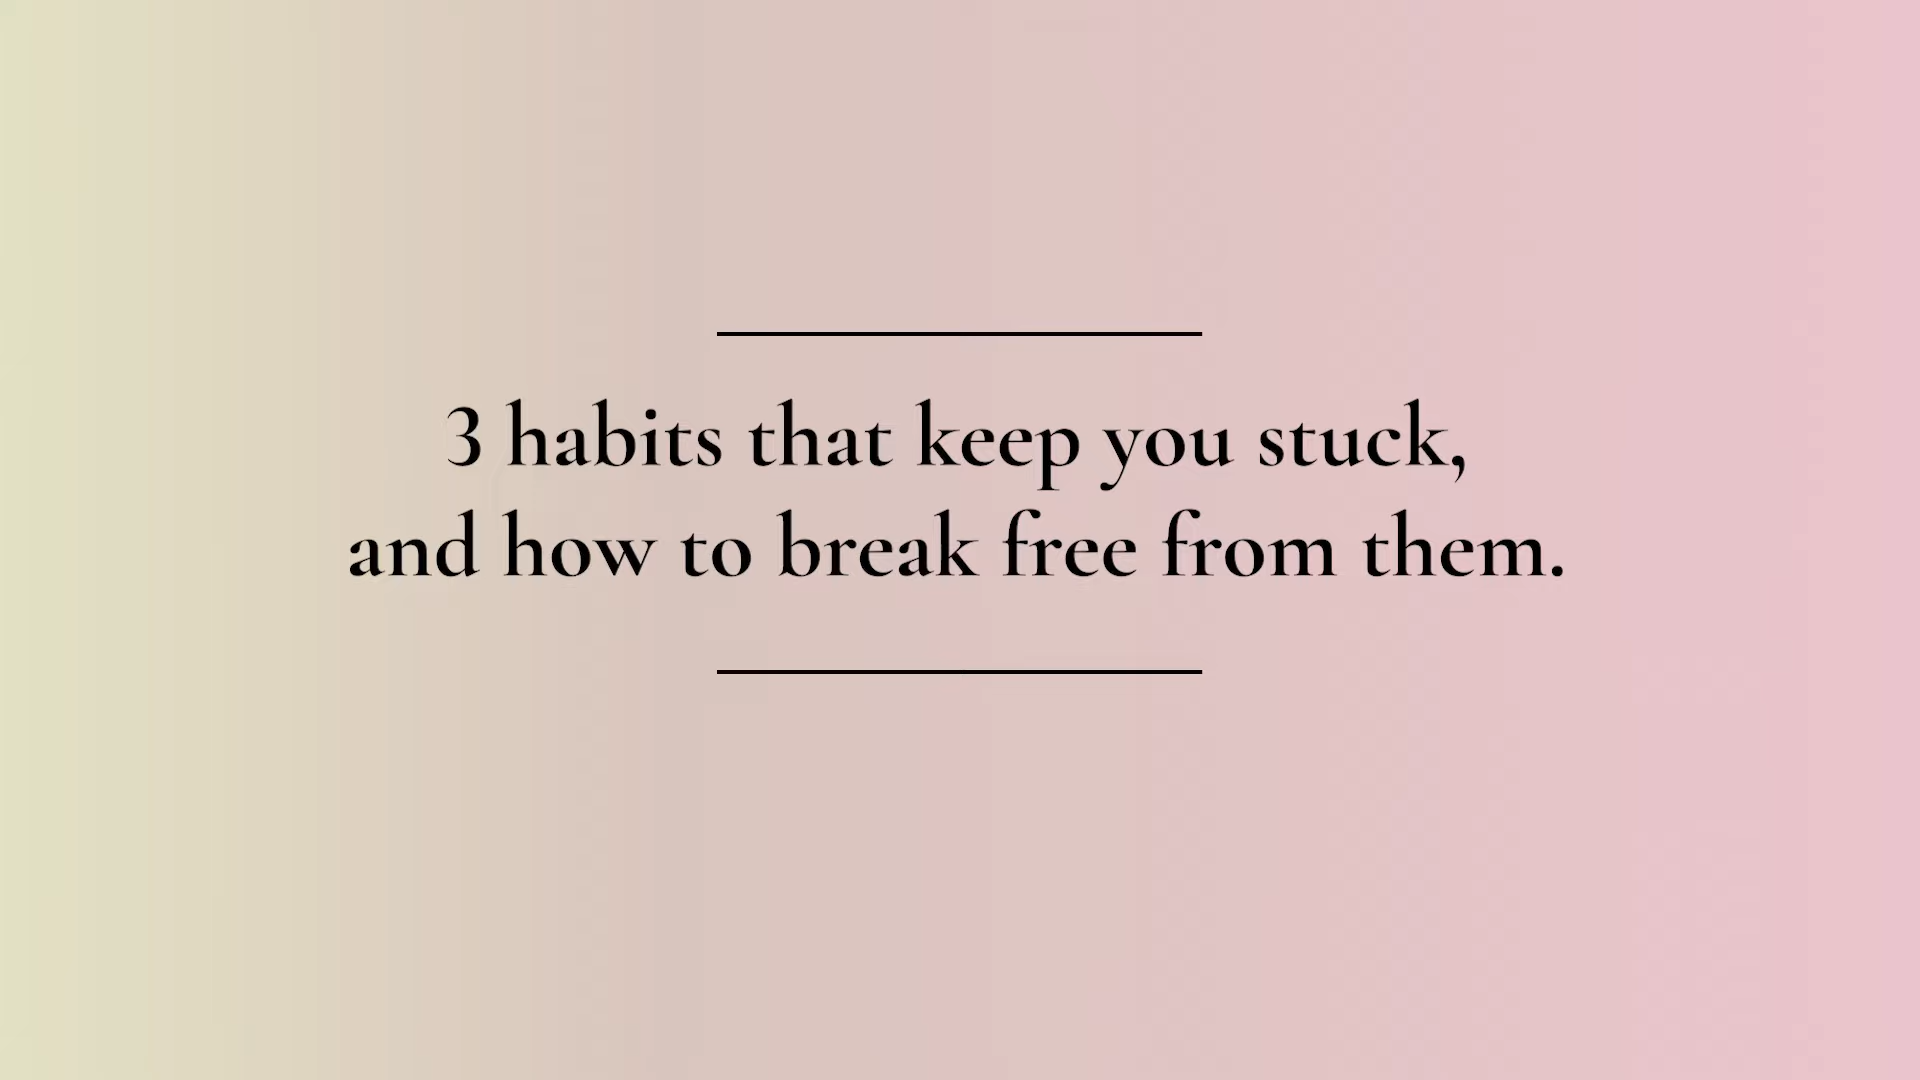 3 habits that keep you stuck,
and how to break free from them.